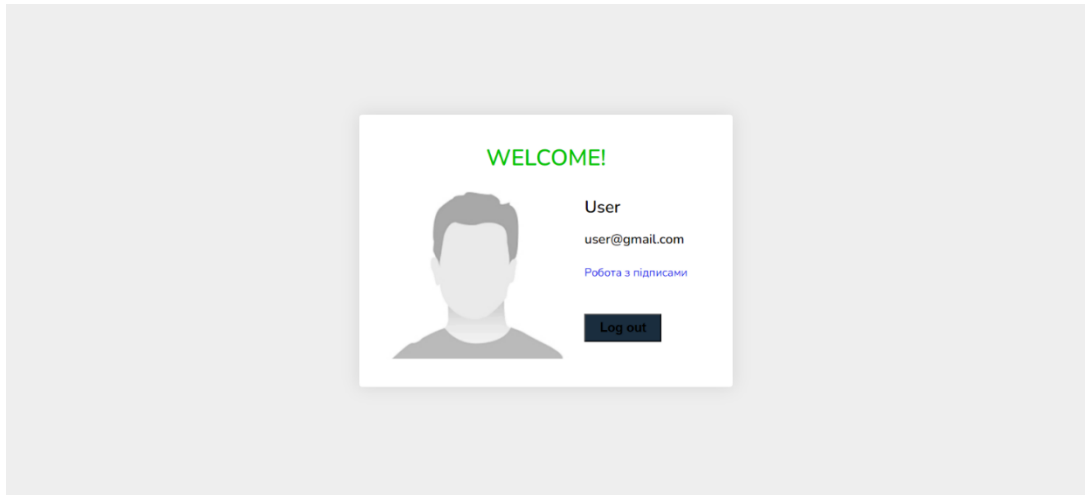 WELCOME!
User
user@gmail.com
Робота з підписами
Log out